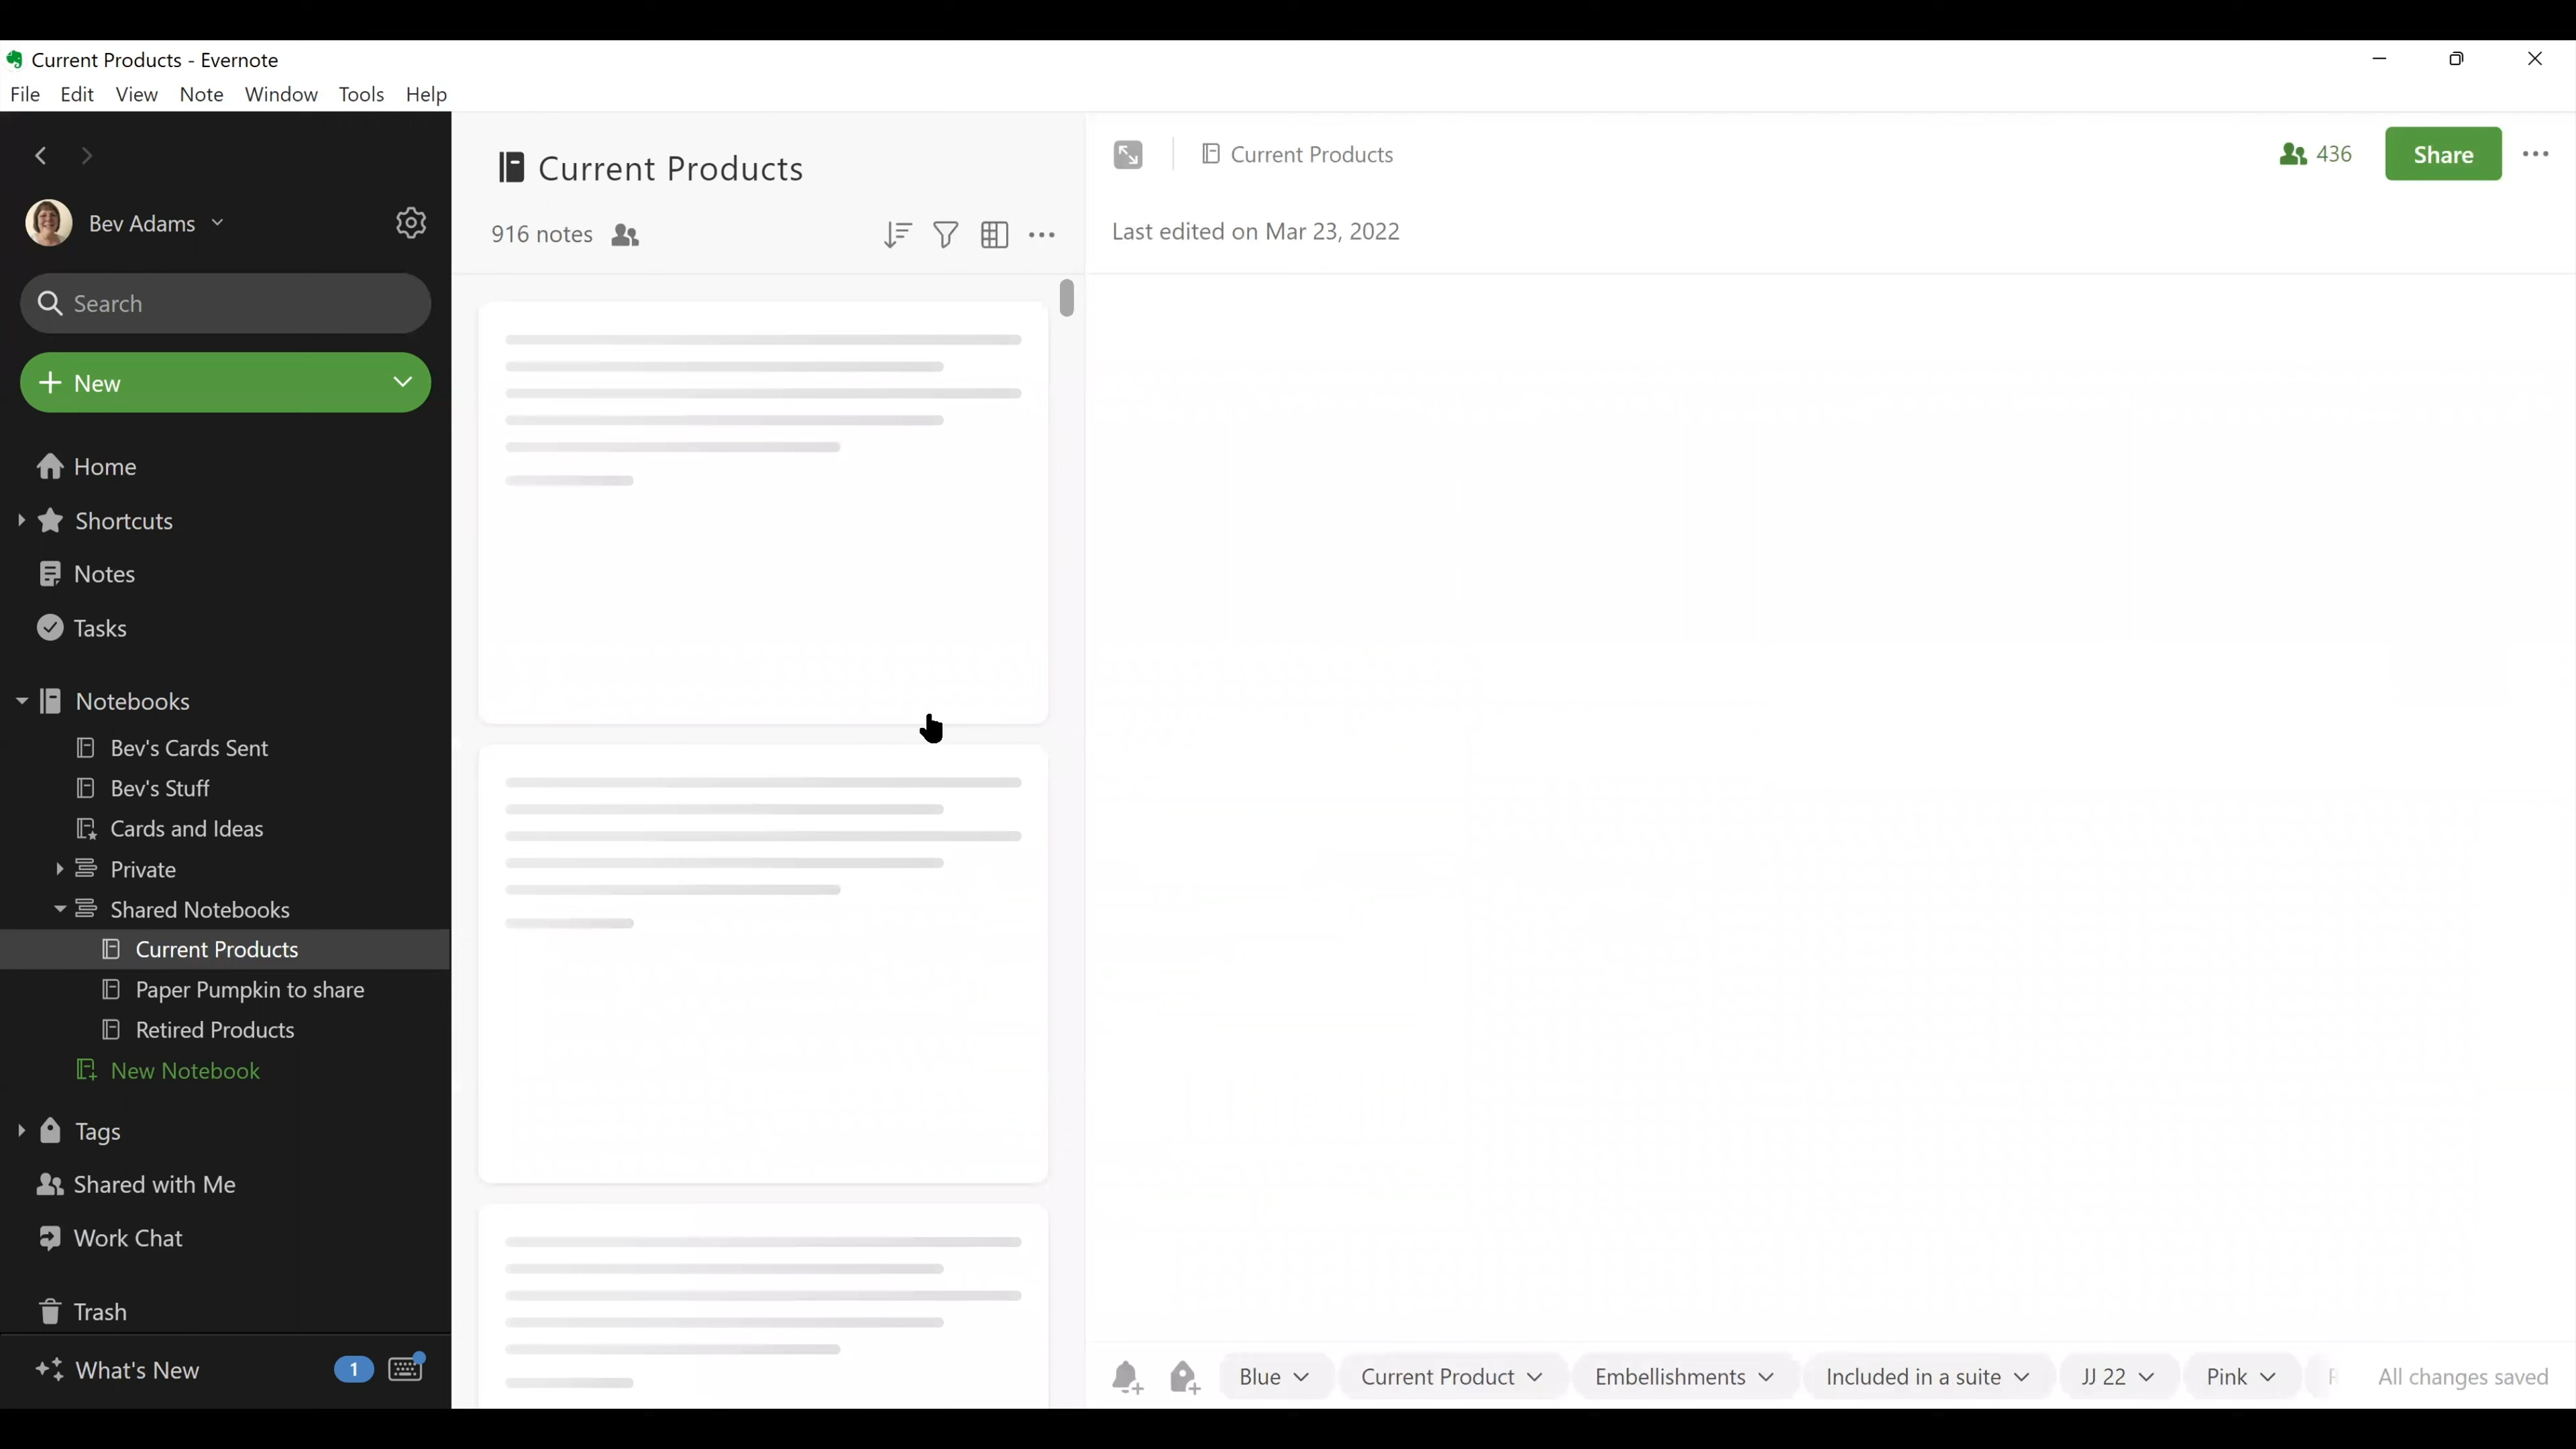 Current Products - Evernote
File Edit View Note Window Tools Help
Bev Adams
Search
New
Home
Shortcuts
Notes
Tasks
Notebooks
Bev's Cards Sent
Bev's Stuff
Cards and Ideas
Private
Shared Notebooks
Current Products
Paper Pumpkin to share
Retired Products
New Notebook
Tags
Shared with Me
Work Chat
Trash
What's New 1
Current Products
916 notes
Current Products 436 Share
Last edited on Mar 23, 2022
Blue Current Product Embellishments Included in a suite JJ 22 Pink All changes saved